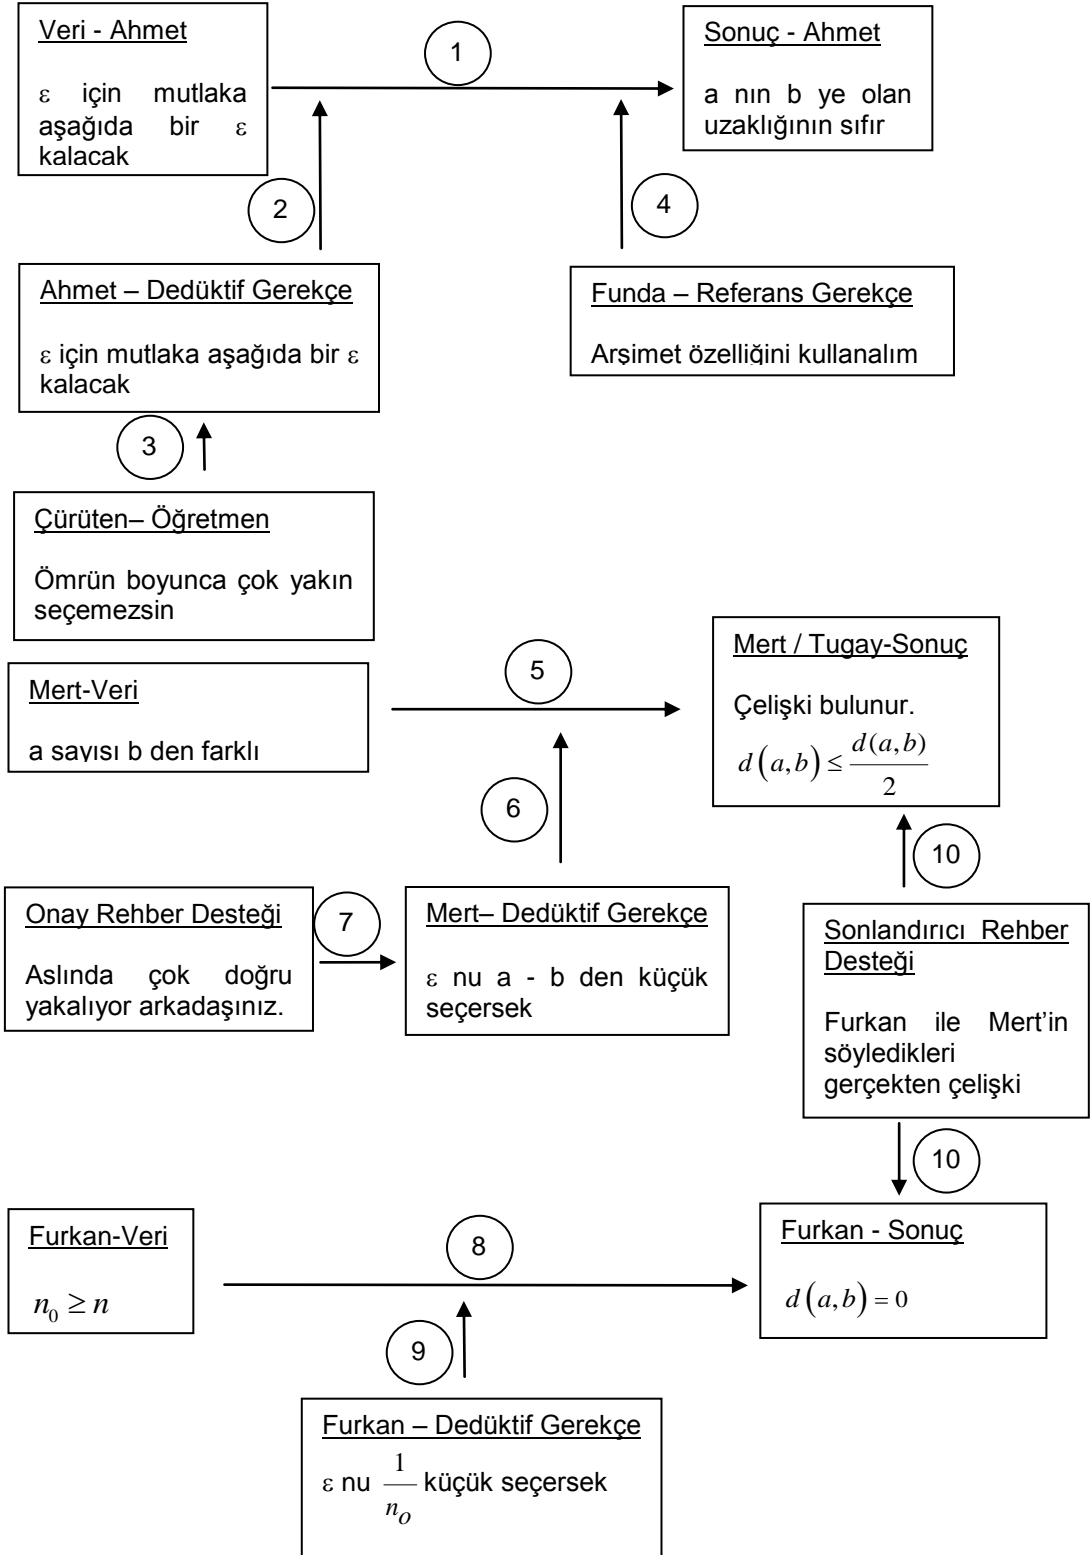 Veri - Ahmet
ε için mutlaka
aşağıda bir ε
kalacak
1
Sonuç - Ahmet
a nın b ye olan
uzaklığının sıfır
2
4
Ahmet – Dedüktif Gerekçe
ε için mutlaka aşağıda bir ε
kalacak
Funda – Referans Gerekçe
Arşimet özelliğini kullanalım
3
Çürüten– Öğretmen
Ömrün boyunca çok yakın
seçemezsin
Mert-Veri
a sayısı b den farklı
5
Mert / Tugay-Sonuç
Çelişki bulunur.
d(a,b) ≤ d(a,b)/2
6
10
Onay Rehber Desteği
Aslında çok doğru
yakalıyor arkadaşınız.
7
Mert– Dedüktif Gerekçe
ε nu a - b den küçük
seçersek
Sonlandırıcı Rehber
Desteği
Furkan ile Mert’in
söyledikleri
gerçekten çelişki
10
Furkan-Veri
n₀ ≥ n
8
Furkan - Sonuç
d(a,b) = 0
9
Furkan – Dedüktif Gerekçe
ε nu 1/nₒ küçük seçersek